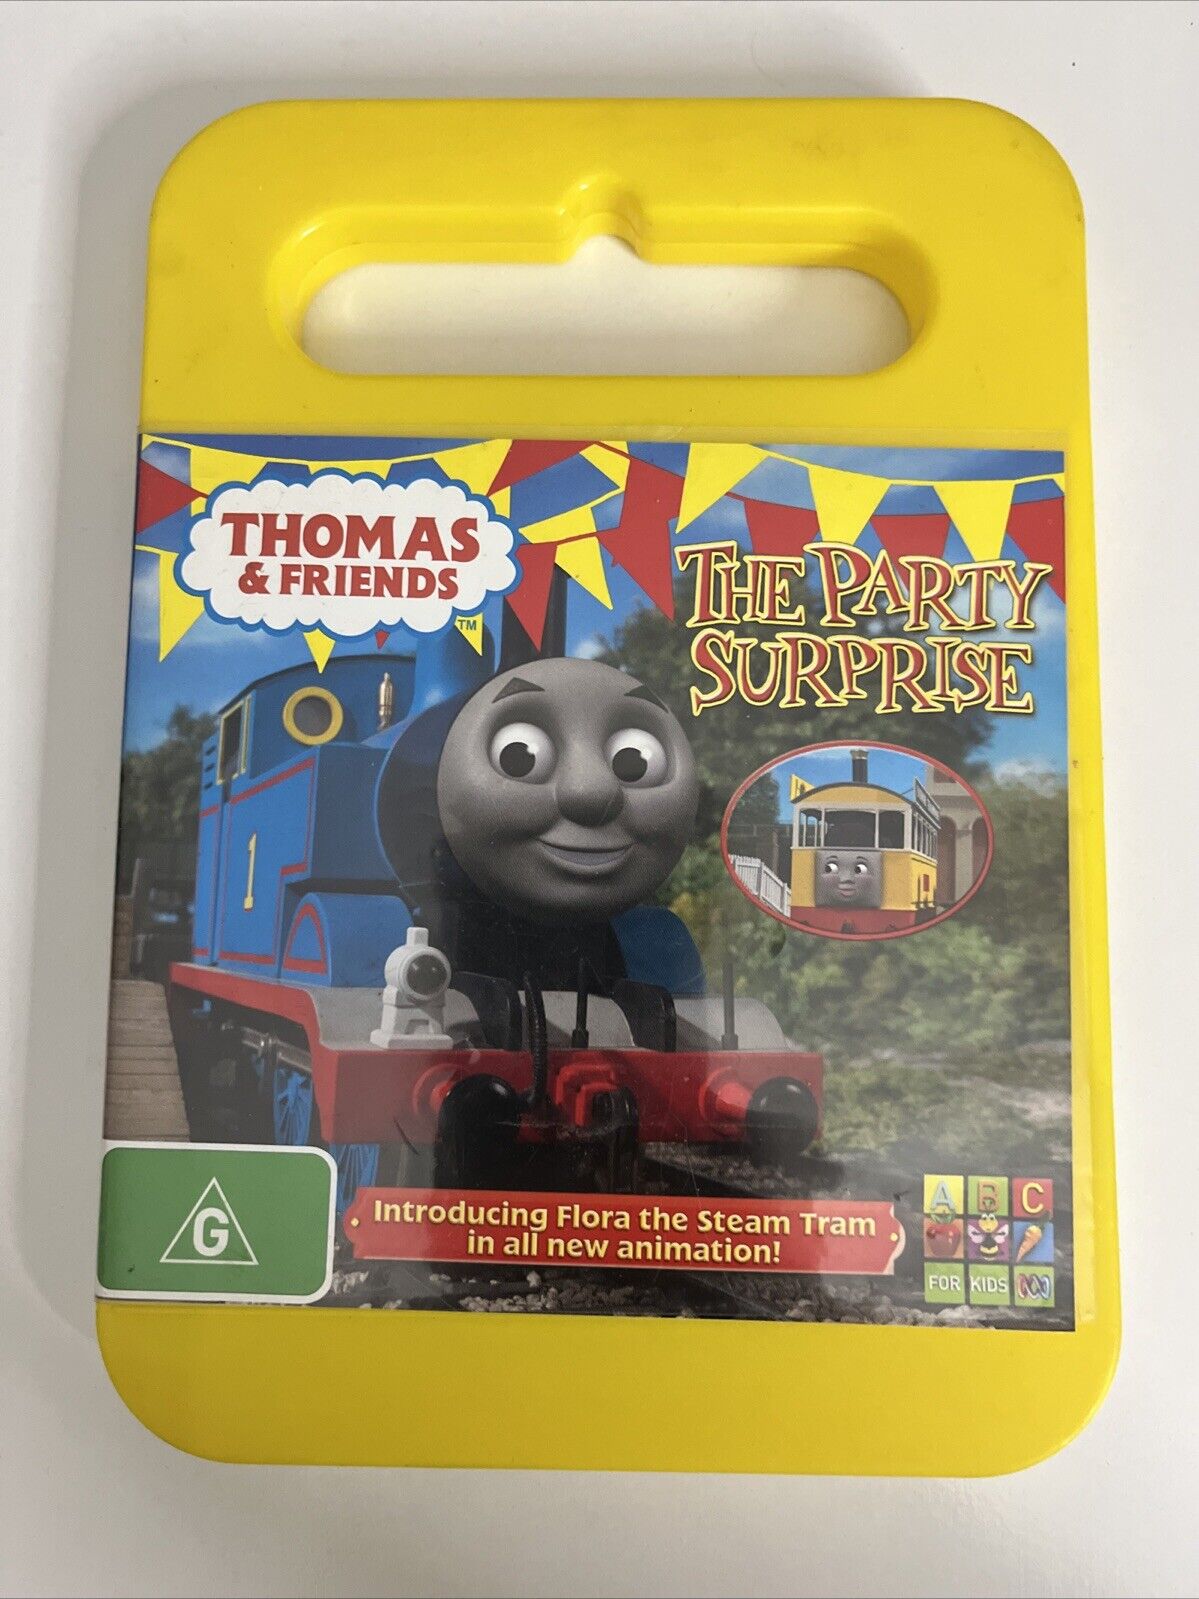 THOMAS
& FRIENDS
TM
THE PARTY
SURPRISE
1
G
Introducing Flora the Steam Tram
in all new animation!
A B C
FOR KIDS